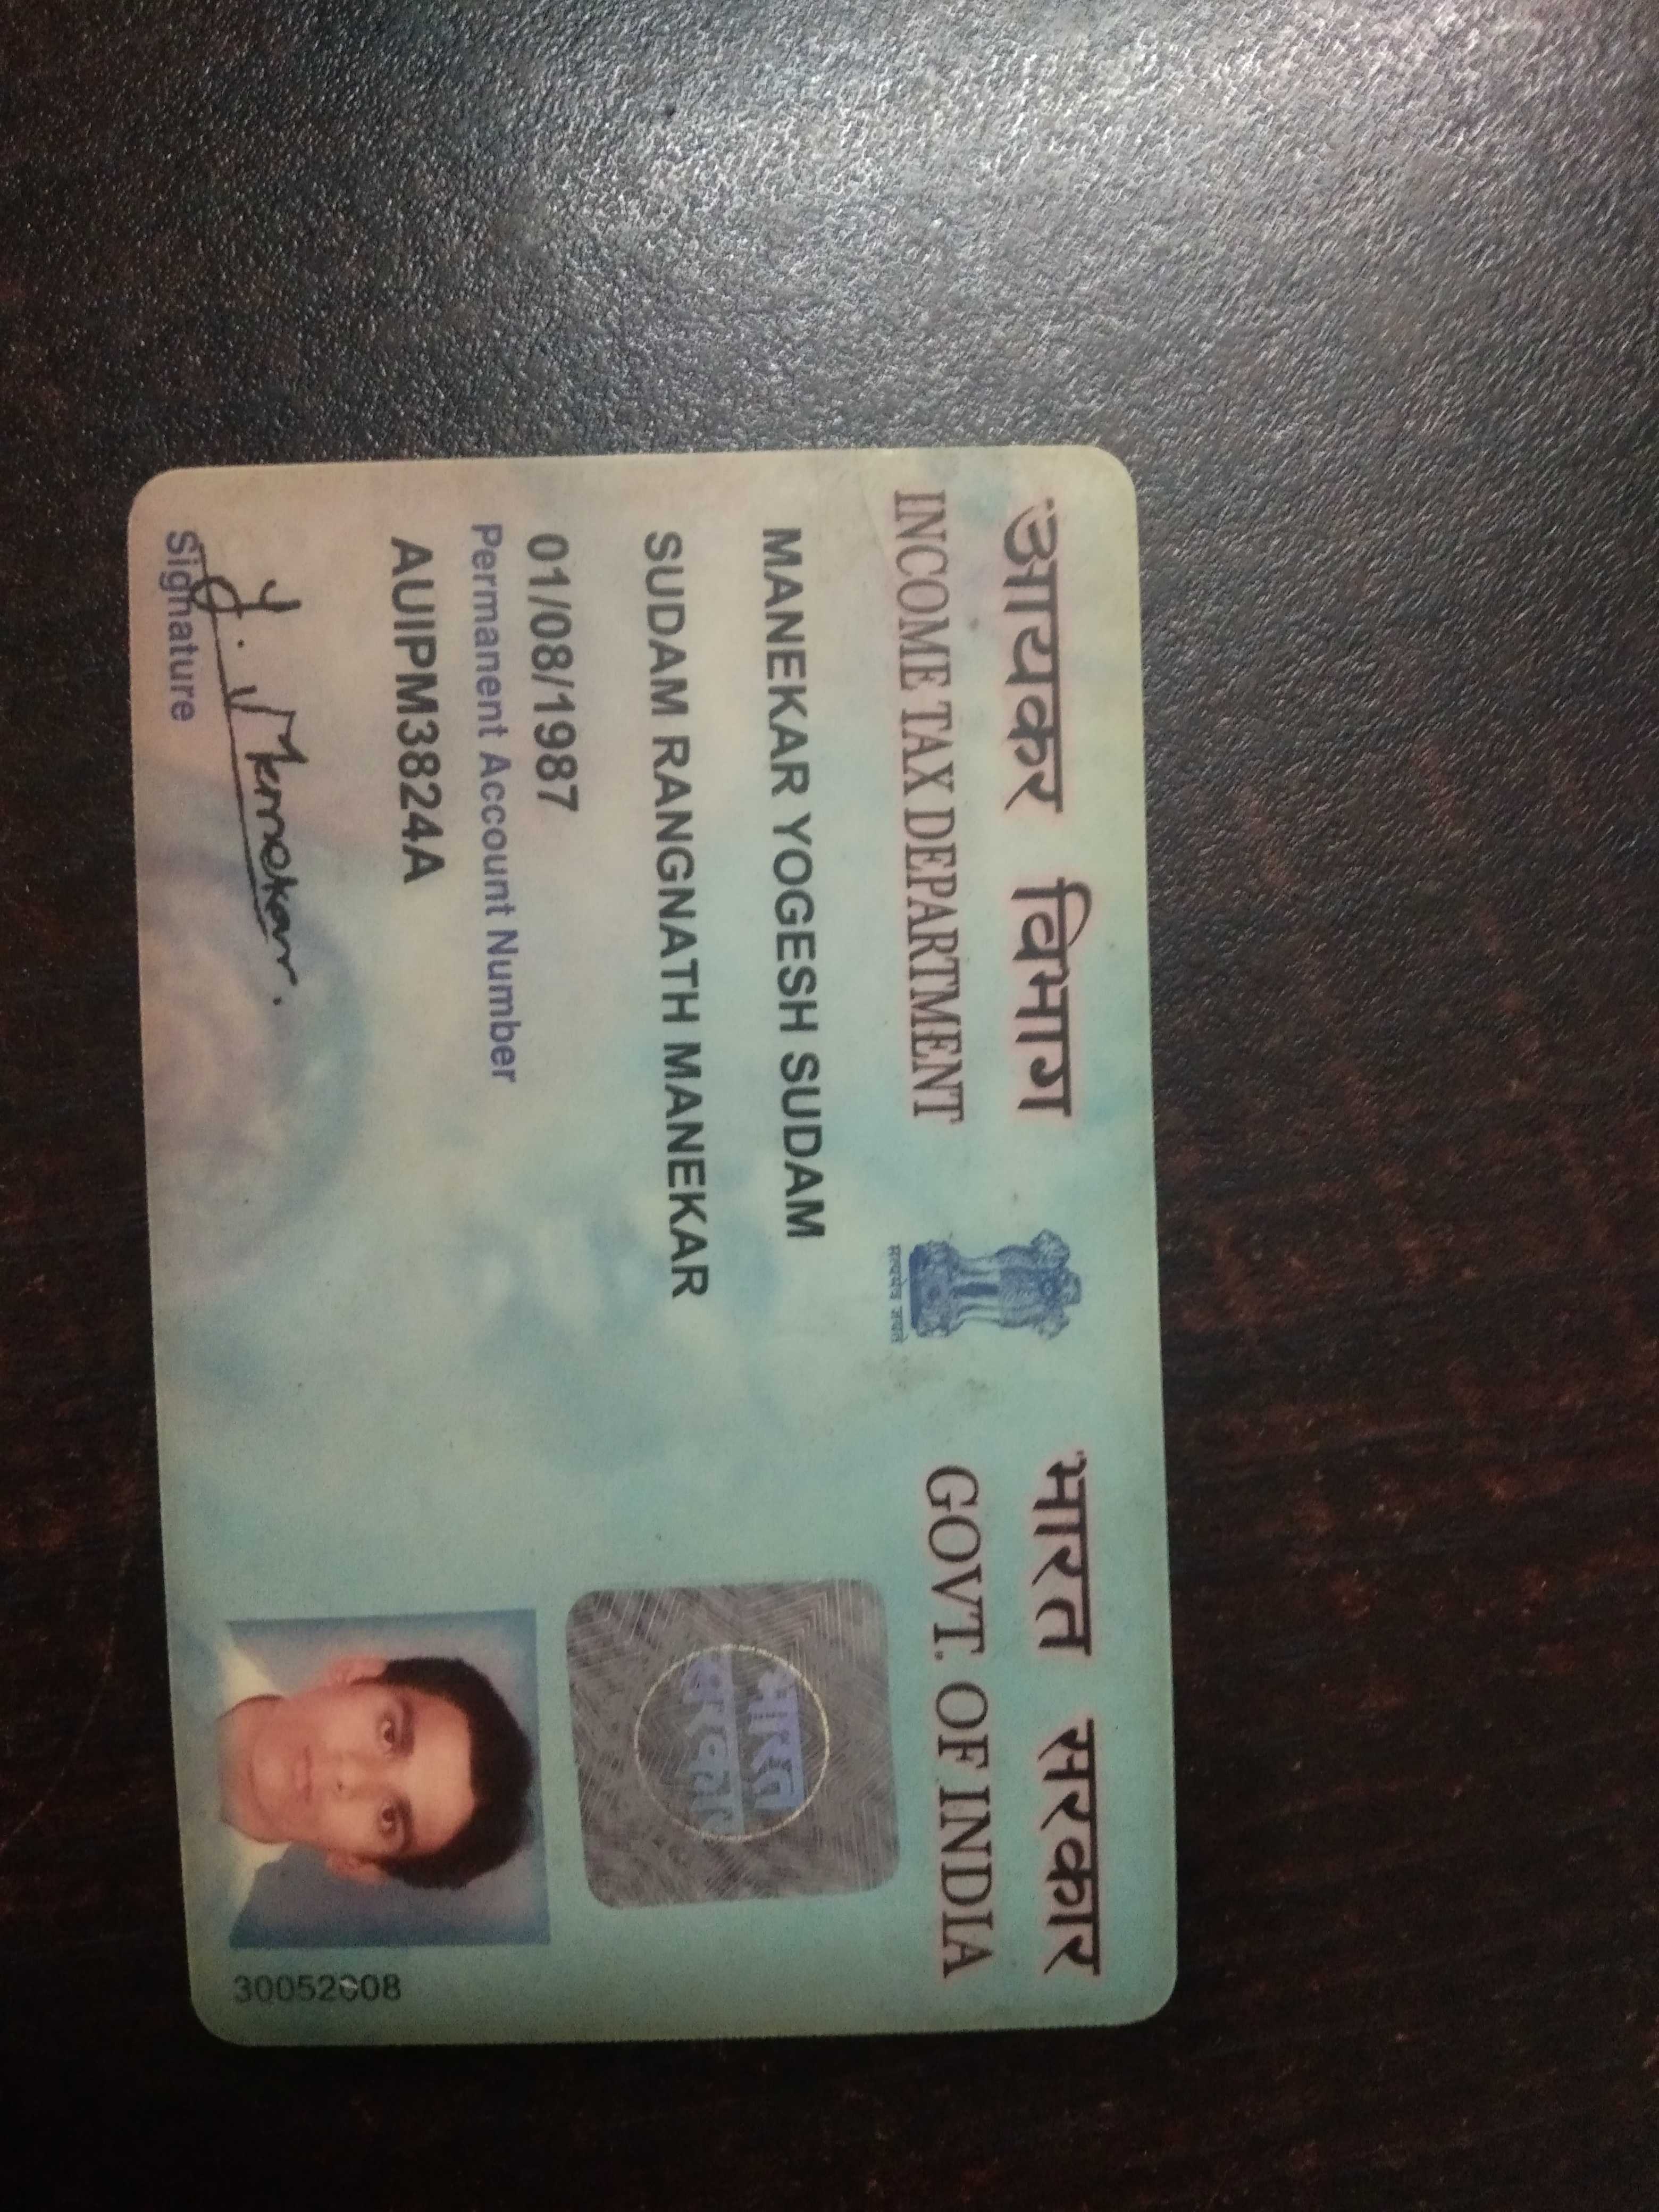 आयकर विभाग
INCOME TAX DEPARTMENT
सत्यमेव जयते
भारत सरकार
GOVT. OF INDIA
MANEKAR YOGESH SUDAM
SUDAM RANGNATH MANEKAR
01/08/1987
Permanent Account Number
AUIPM3824A
Y. Manekar.
Signature
भारत
सरकार
30052008